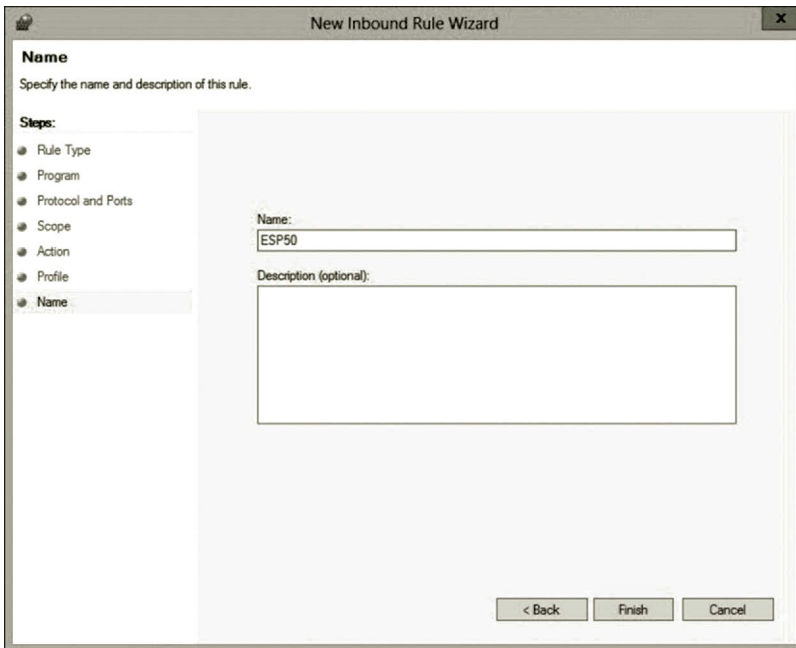 New Inbound Rule Wizard
x
Name
Specify the name and description of this rule.
Steps:
Rule Type
Program
Protocol and Ports
Scope
Action
Profile
Name
Name:
ESP50
Description (optional):
< Back
Finish
Cancel